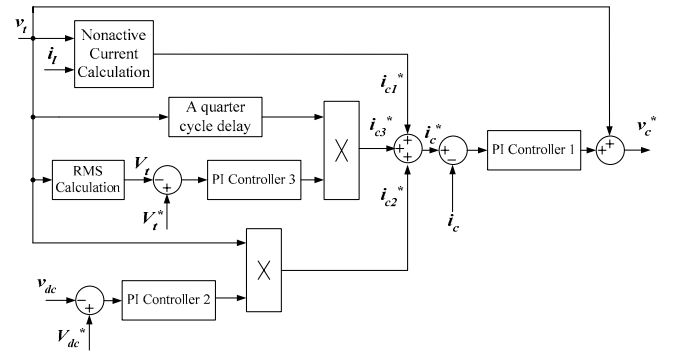 v_t
i_l
Nonactive
Current
Calculation
i_c1*
A quarter
cycle delay
X
i_c3*
i_c*
v_c*
PI Controller 1
i_c
RMS
Calculation
V_t
V_t*
PI Controller 3
i_c2*
X
v_dc
V_dc*
PI Controller 2